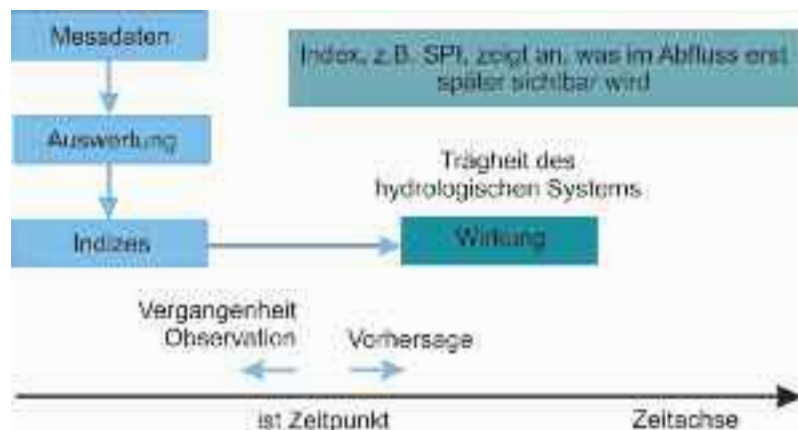 Messdaten
Index, z.B. SPI, zeigt an, was im Abfluss erst
später sichtbar wird
Auswertung
Trägheit des
hydrologischen Systems
Indizes
Wirkung
Vergangenheit
Observation
Vorhersage
ist Zeitpunkt
Zeitachse